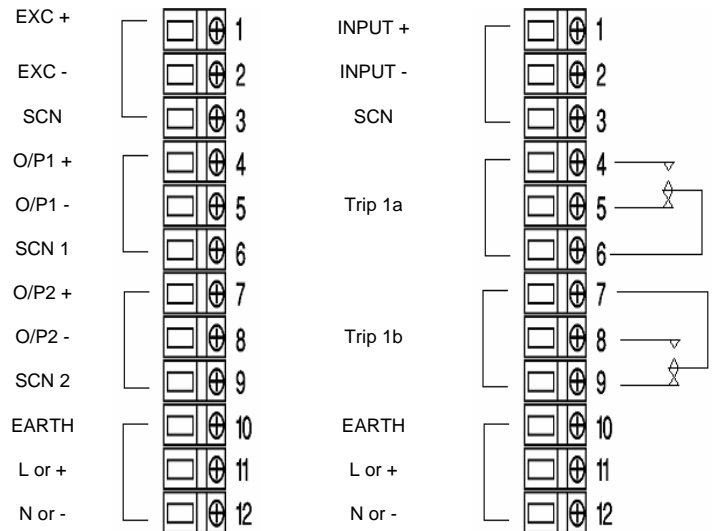 EXC + 1 INPUT + 1
EXC - 2 INPUT - 2
SCN 3 SCN 3
O/P1 + 4 4
O/P1 - 5 Trip 1a 5
SCN 1 6 6
O/P2 + 7 7
O/P2 - 8 Trip 1b 8
SCN 2 9 9
EARTH 10 EARTH 10
L or + 11 L or + 11
N or - 12 N or - 12